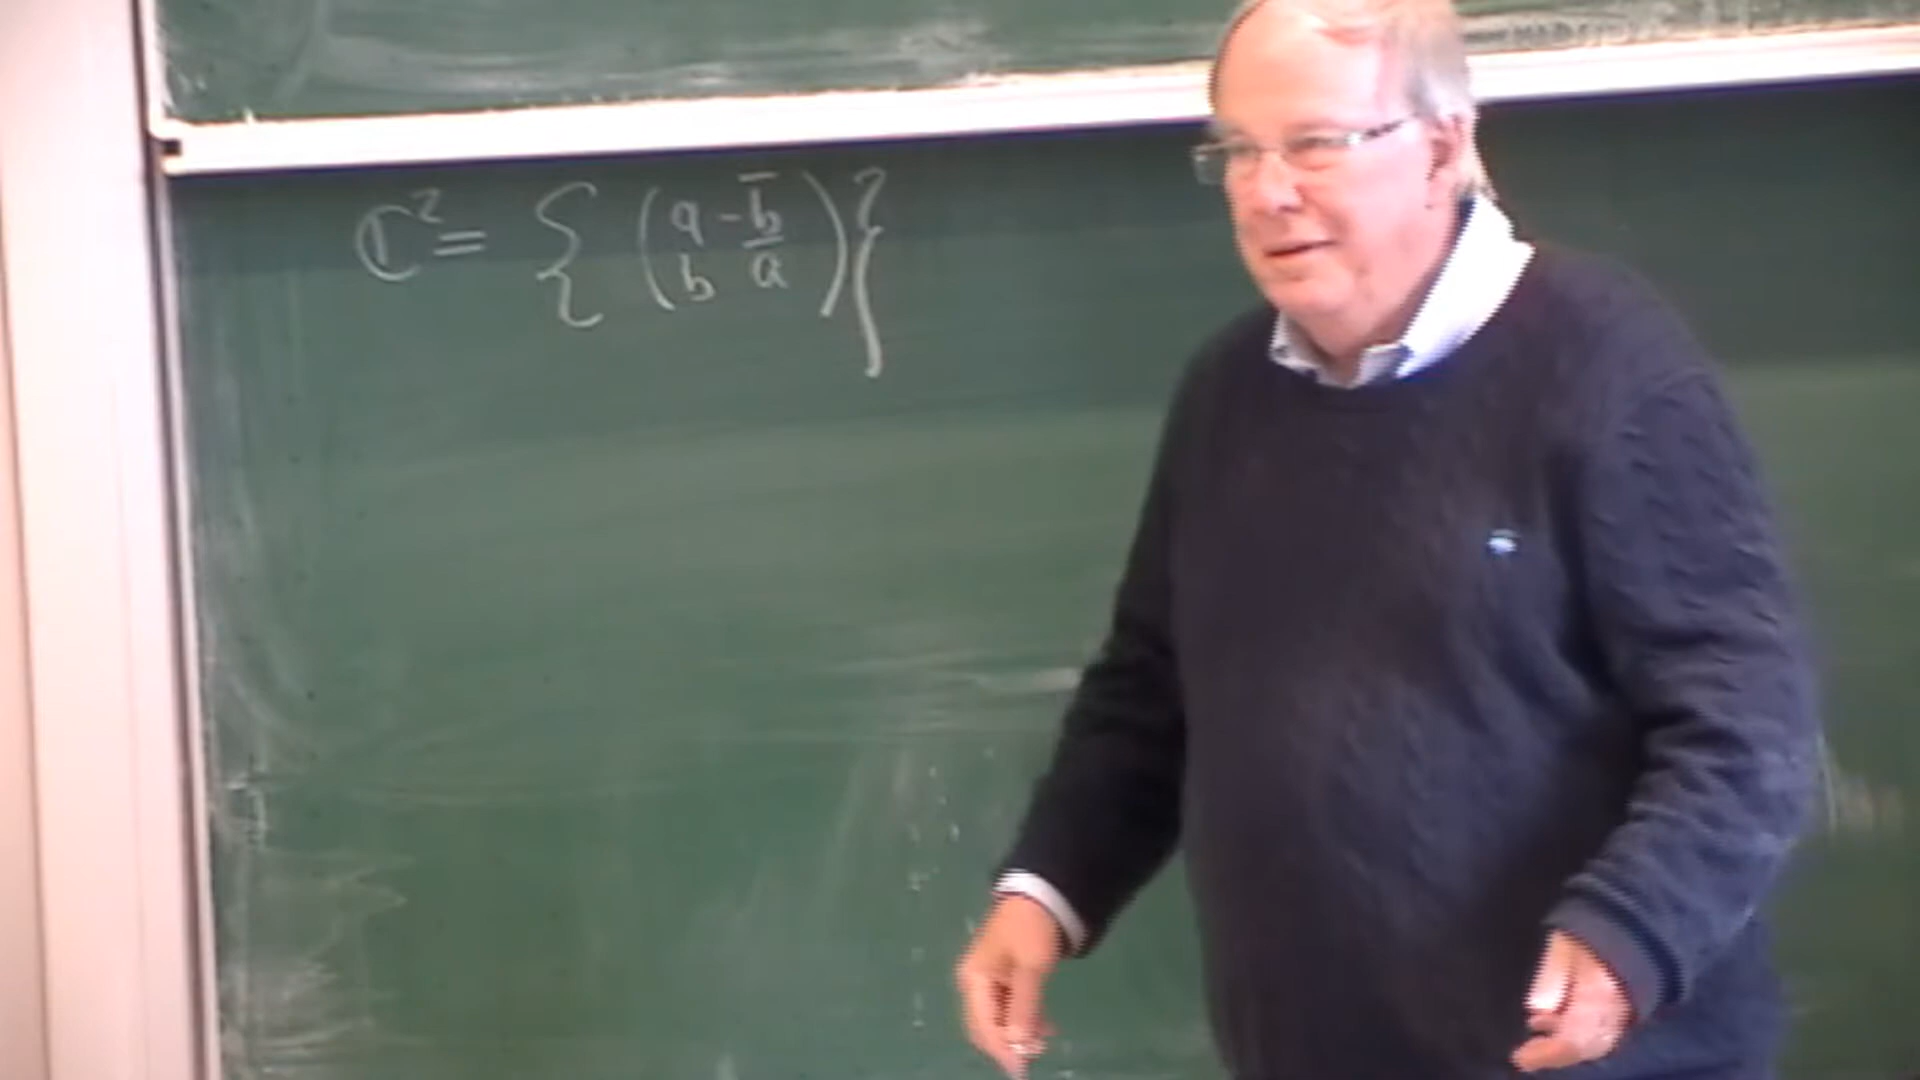 ℂ² = { ( a -b̅
b a̅ ) }